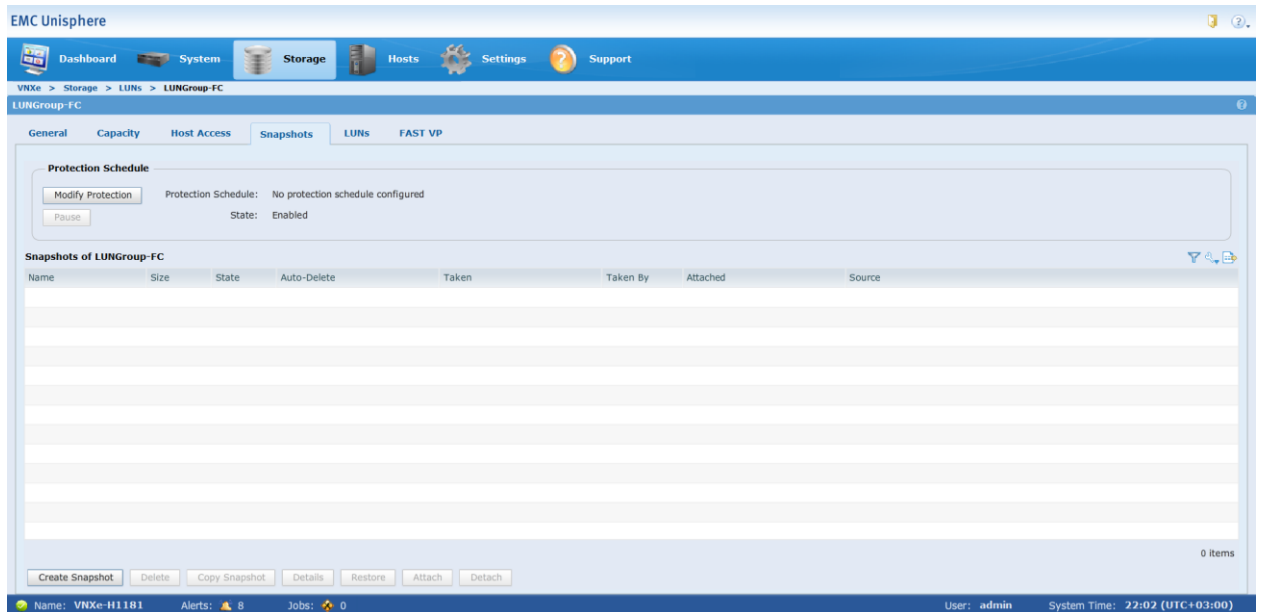 EMC Unisphere
Dashboard System Storage Hosts Settings Support
VNXe > Storage > LUNs > LUNGroup-FC
LUNGroup-FC
General Capacity Host Access Snapshots LUNs FAST VP
Protection Schedule
Modify Protection Protection Schedule: No protection schedule configured
Pause State: Enabled
Snapshots of LUNGroup-FC
Name Size State Auto-Delete Taken Taken By Attached Source
0 items
Create Snapshot Delete Copy Snapshot Details Restore Attach Detach
Name: VNXe-H1181 Alerts: 8 Jobs: 0 User: admin System Time: 22:02 (UTC+03:00)